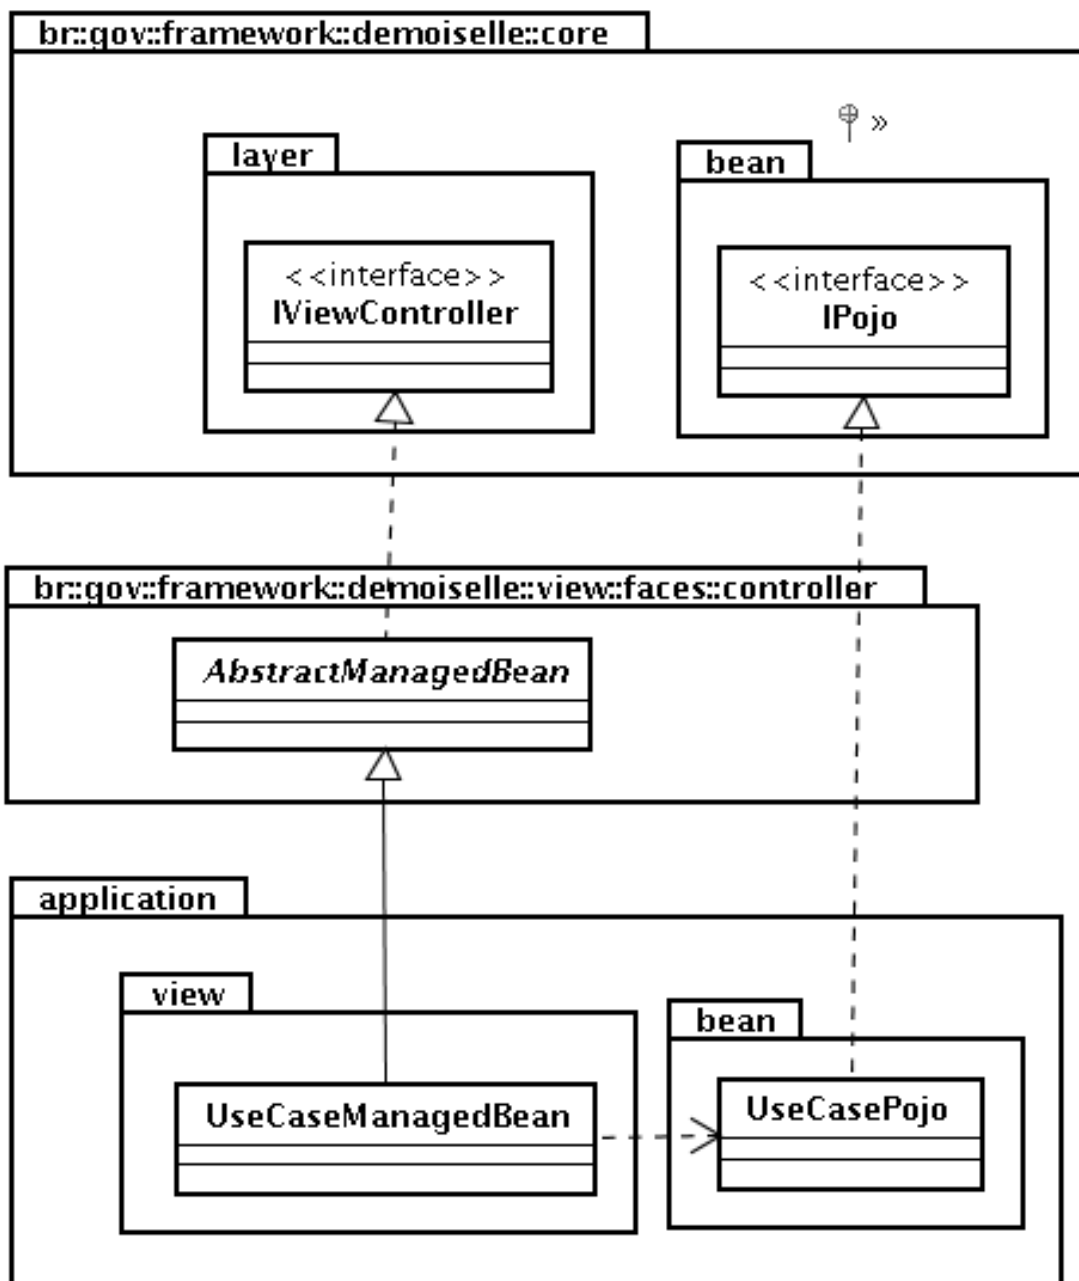 br::gov::framework::demoiselle::core
»
layer
bean
<<interface>>
IViewController
<<interface>>
IPojo
br::gov::framework::demoiselle::view::faces::controller
AbstractManagedBean
application
view
bean
UseCaseManagedBean
UseCasePojo